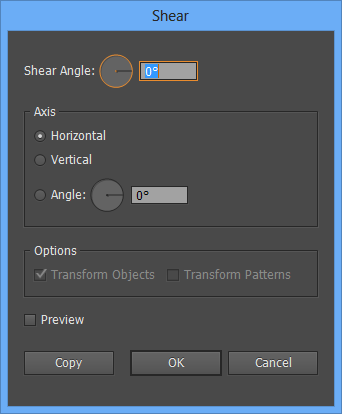 Shear
Shear Angle: 0°
Axis
Horizontal
Vertical
Angle: 0°
Options
Transform Objects Transform Patterns
Preview
Copy OK Cancel